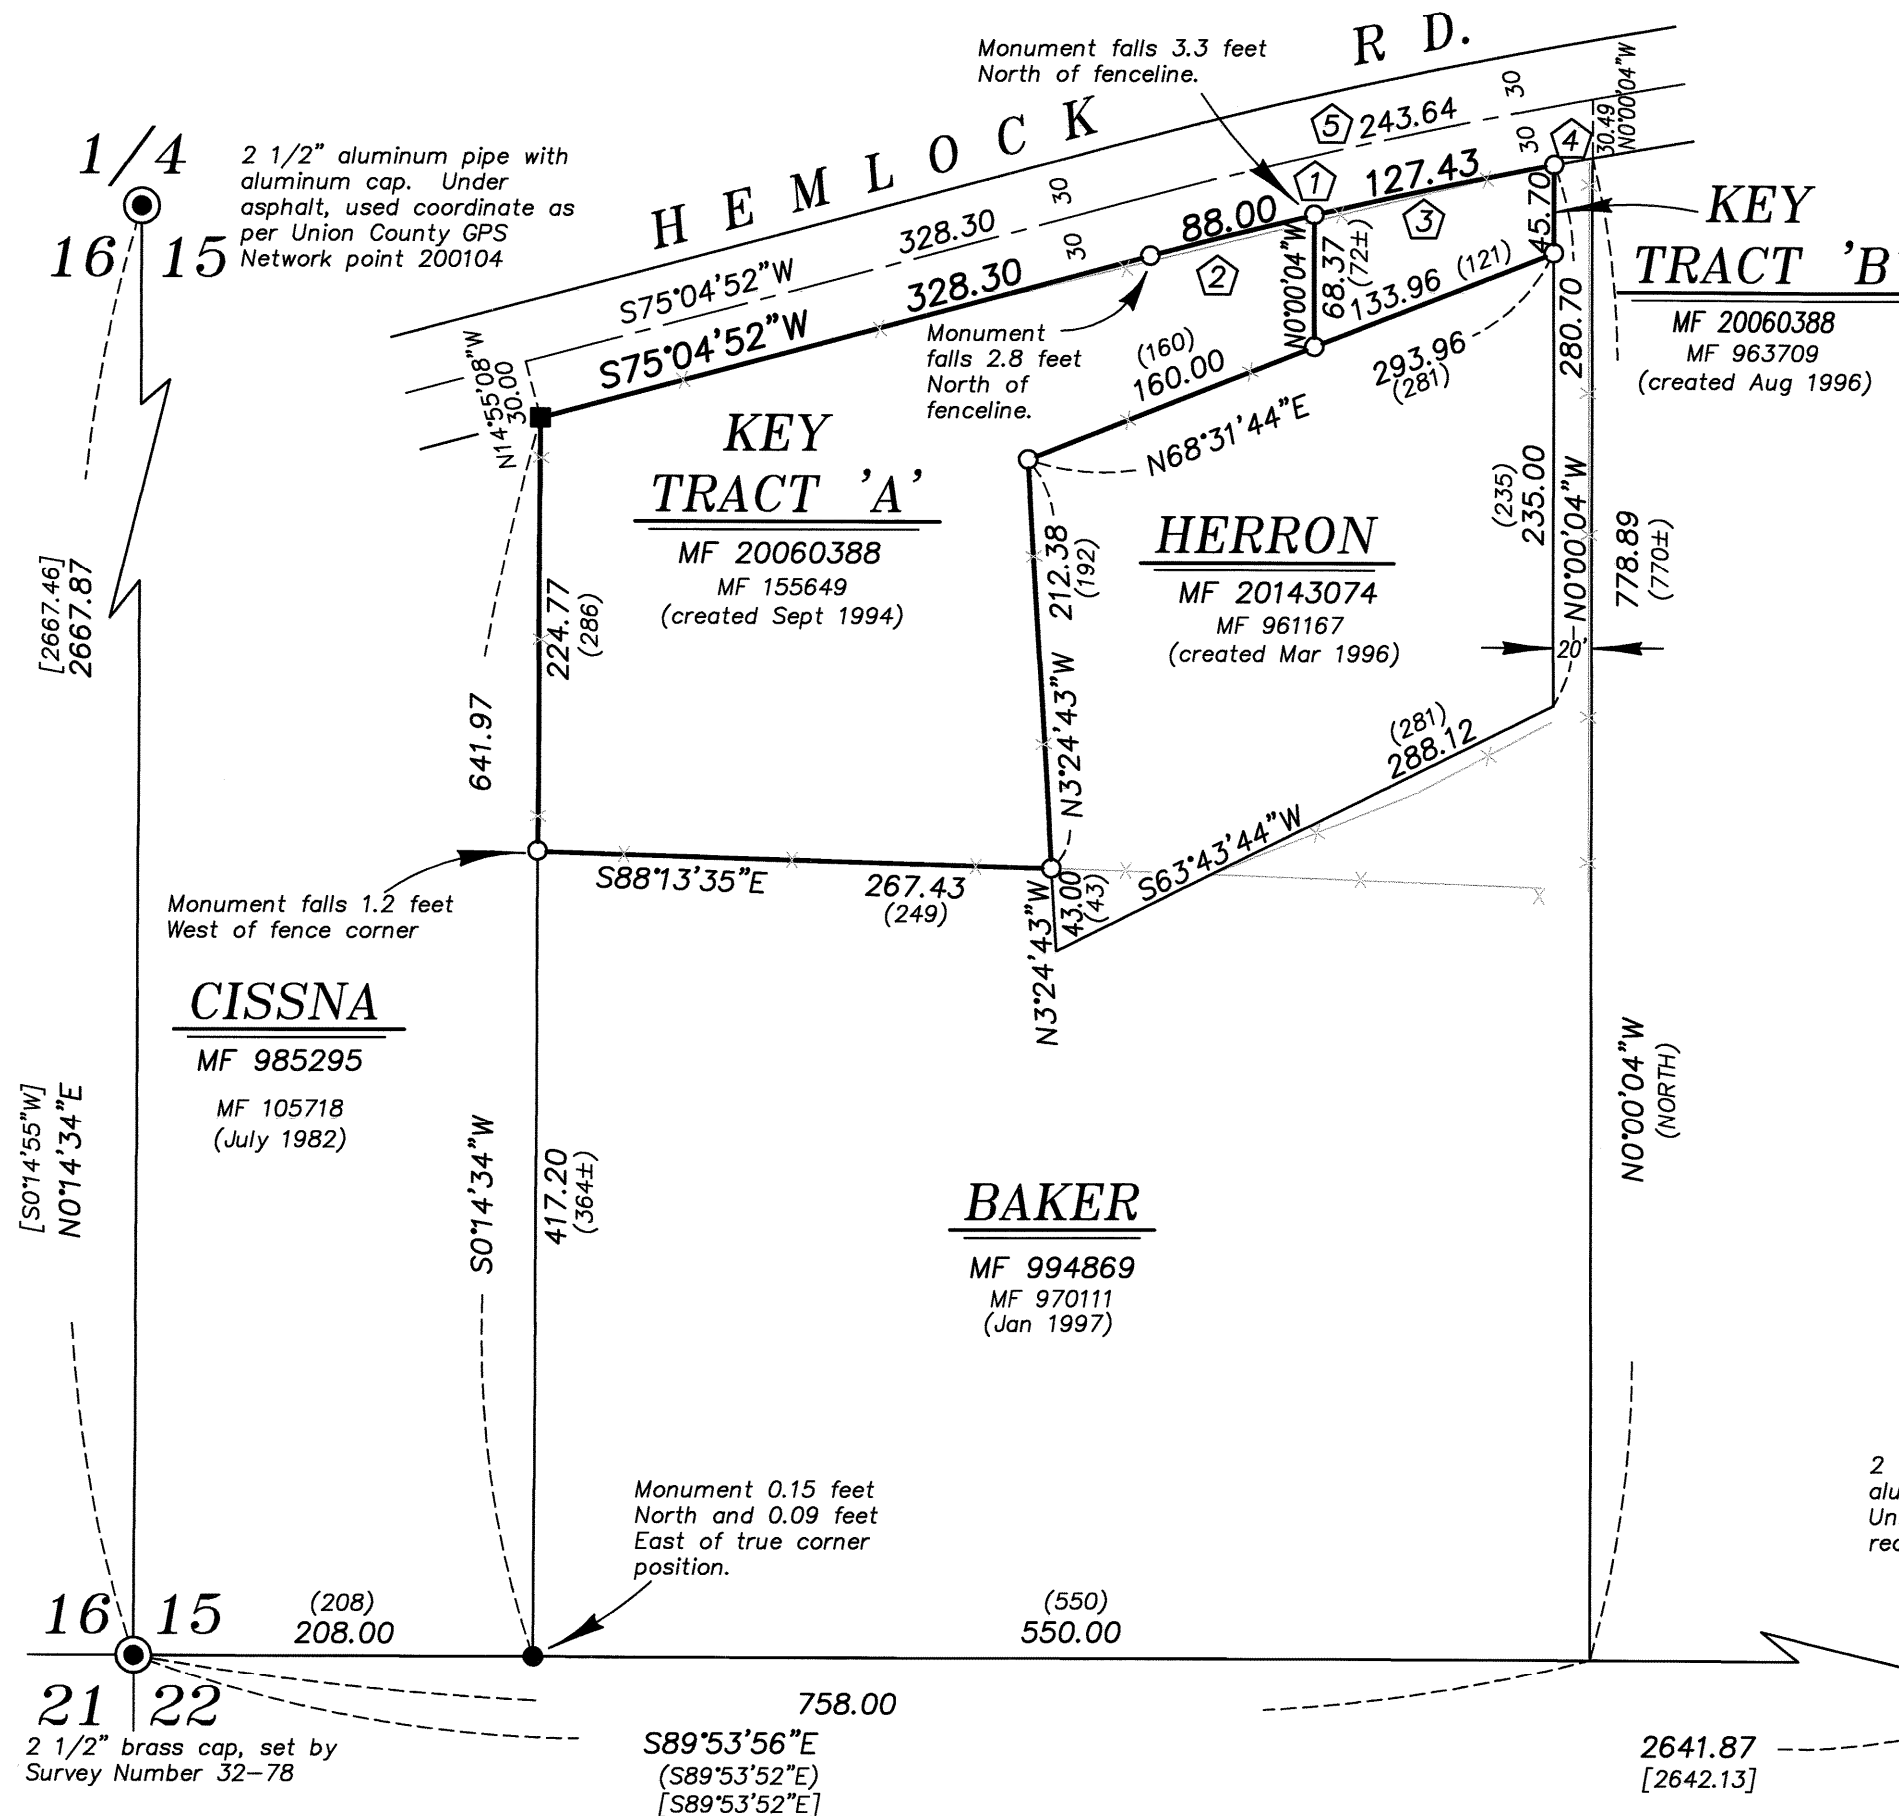 HEMLOCK RD.
Monument falls 3.3 feet
North of fenceline.
1/4
16 15
2 1/2" aluminum pipe with
aluminum cap. Under
asphalt, used coordinate as
per Union County GPS
Network point 200104
S75°04'52"W
328.30
30
30
5
243.64
30
30
30.49
N0°00'04"W
4
1
127.43
3
88.00
2
S75°04'52"W
328.30
N14°55'08"W
30.00
Monument
falls 2.8 feet
North of
fenceline.
N0°00'04"W
68.37
(72±)
133.96
(121)
45.70
KEY
TRACT 'B'
MF 20060388
MF 963709
(created Aug 1996)
(160)
160.00
N68°31'44"E
293.96
(281)
280.70
KEY
TRACT 'A'
MF 20060388
MF 155649
(created Sept 1994)
HERRON
MF 20143074
MF 961167
(created Mar 1996)
(235)
235.00
N0°00'04"W
20'
778.89
(770±)
[2667.46]
2667.87
641.97
224.77
(286)
212.38
(192)
N3°24'43"W
(281)
288.12
S63°43'44"W
S88°13'35"E
267.43
(249)
N3°24'43"W
43.00
(43)
Monument falls 1.2 feet
West of fence corner
CISSNA
MF 985295
MF 105718
(July 1982)
[S0°14'55"W]
N0°14'34"E
S0°14'34"W
417.20
(364±)
BAKER
MF 994869
MF 970111
(Jan 1997)
N0°00'04"W
(NORTH)
Monument 0.15 feet
North and 0.09 feet
East of true corner
position.
2
16 15
(208)
208.00
(550)
550.00
21 22
2 1/2" brass cap, set by
Survey Number 32-78
758.00
S89°53'56"E
(S89°53'52"E)
[S89°53'52"E]
2641.87
[2642.13]